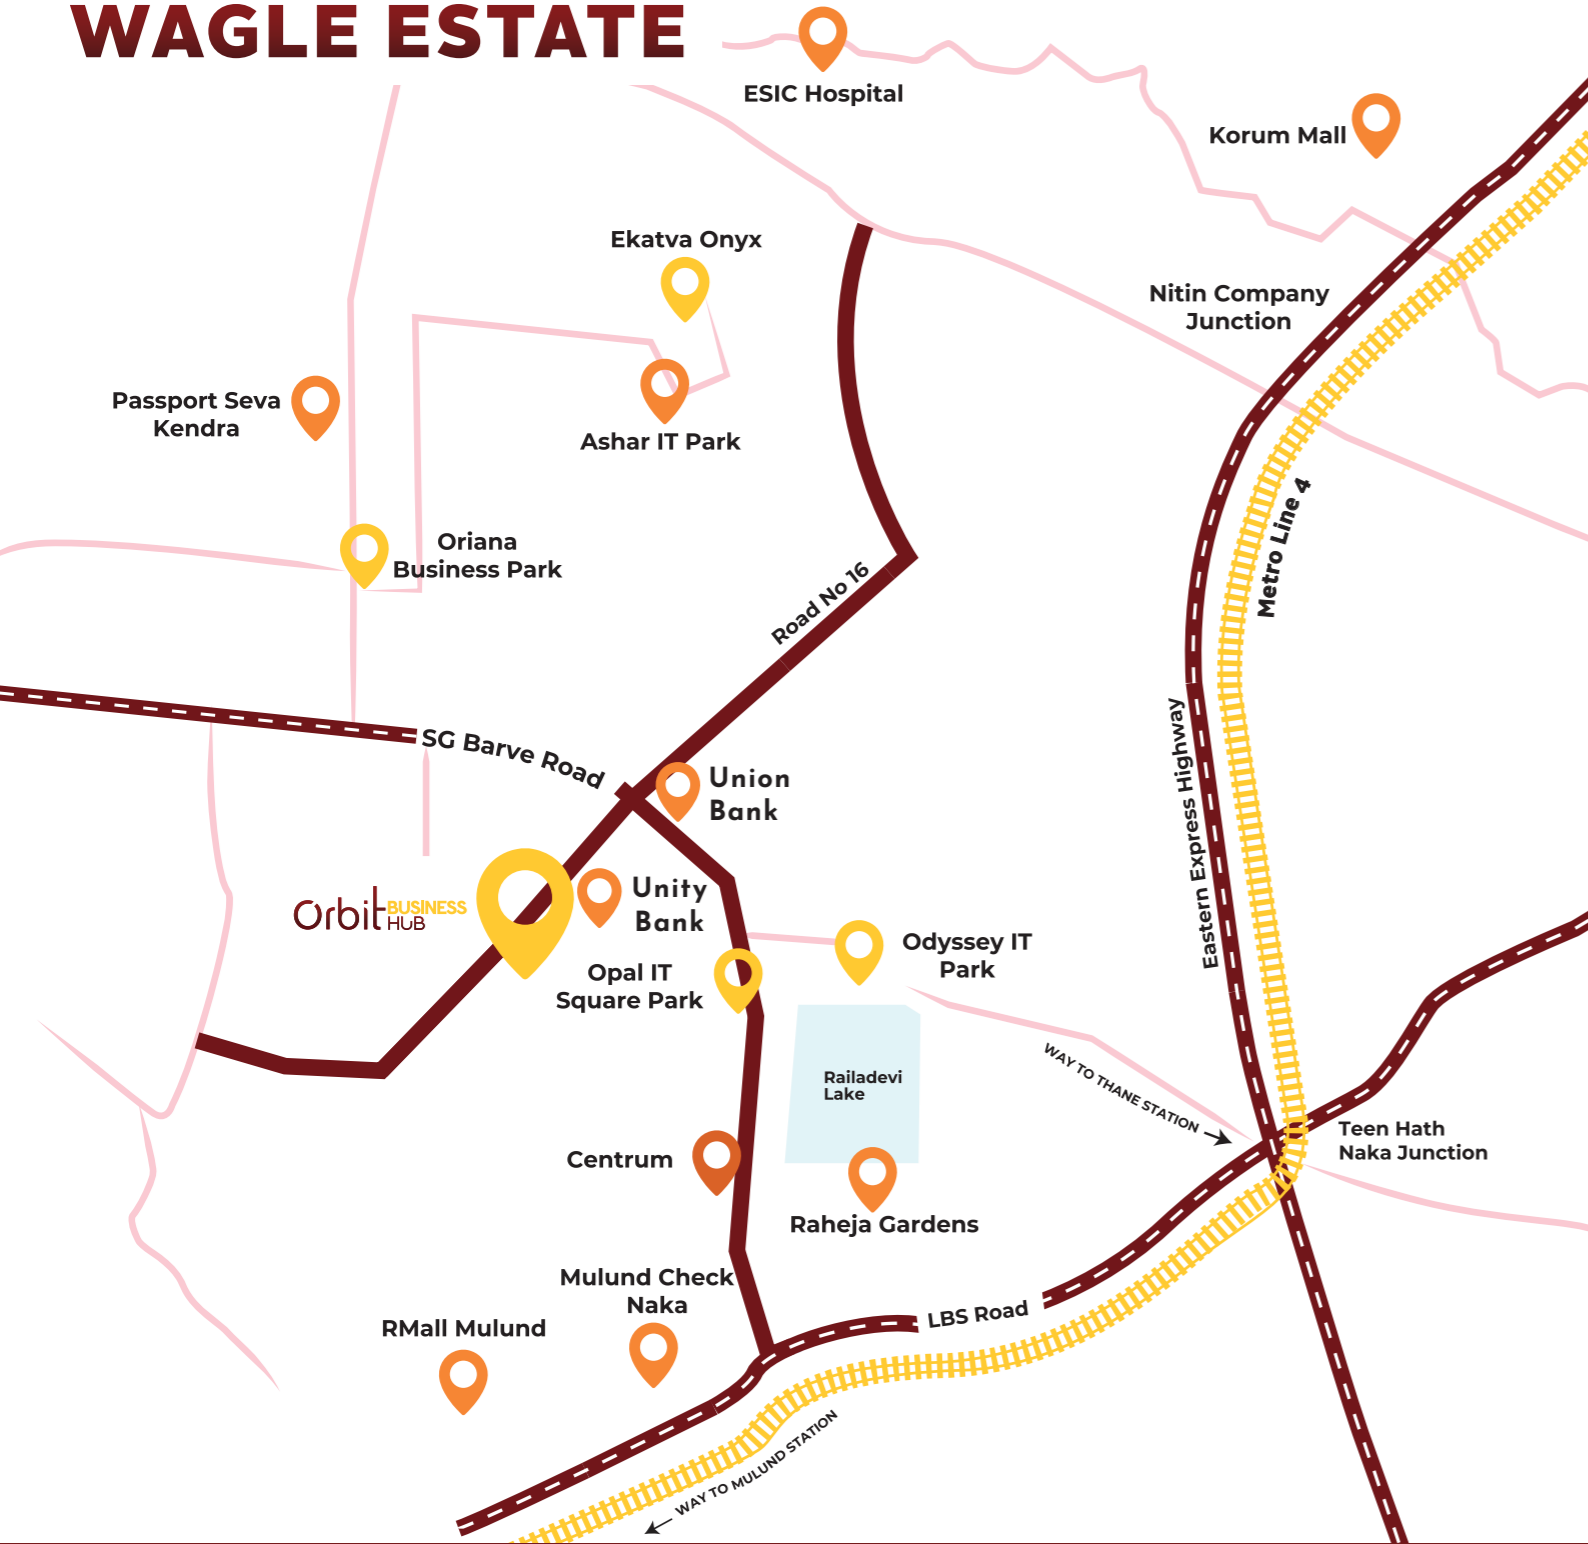 WAGLE ESTATE
ESIC Hospital
Korum Mall
Ekatva Onyx
Nitin Company
Junction
Passport Seva
Kendra
Ashar IT Park
Metro Line 4
Oriana
Business Park
Road No 16
SG Barve Road
Union
Bank
Eastern Express Highway
Orbit BUSINESS
HUB
Unity
Bank
Opal IT
Square Park
Odyssey IT
Park
Railadevi
Lake
WAY TO THANE STATION
Teen Hath
Naka Junction
Centrum
Raheja Gardens
Mulund Check
Naka
LBS Road
RMall Mulund
WAY TO MULUND STATION